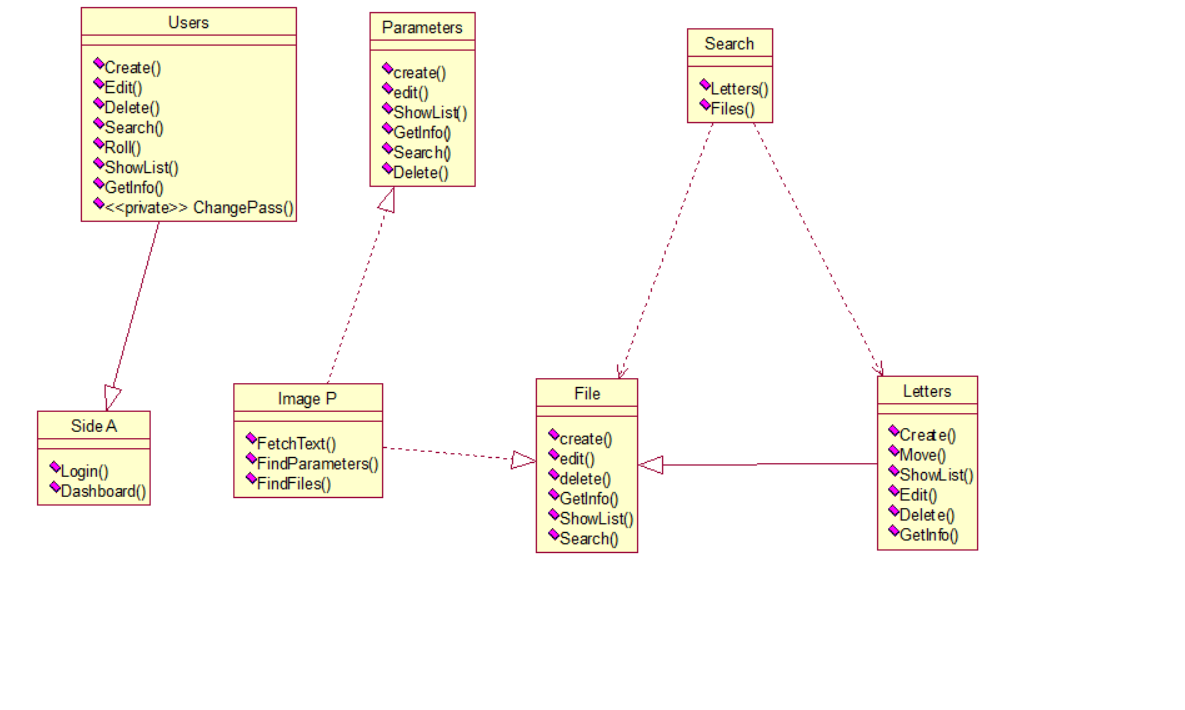 Users
Create()
Edit()
Delete()
Search()
Roll()
ShowList()
GetInfo()
<<private>> ChangePass()
Parameters
create()
edit()
ShowList()
GetInfo()
Search()
Delete()
Search
Letters()
Files()
Side A
Login()
Dashboard()
Image P
FetchText()
FindParameters()
FindFiles()
File
create()
edit()
delete()
GetInfo()
ShowList()
Search()
Letters
Create()
Move()
ShowList()
Edit()
Delete()
GetInfo()